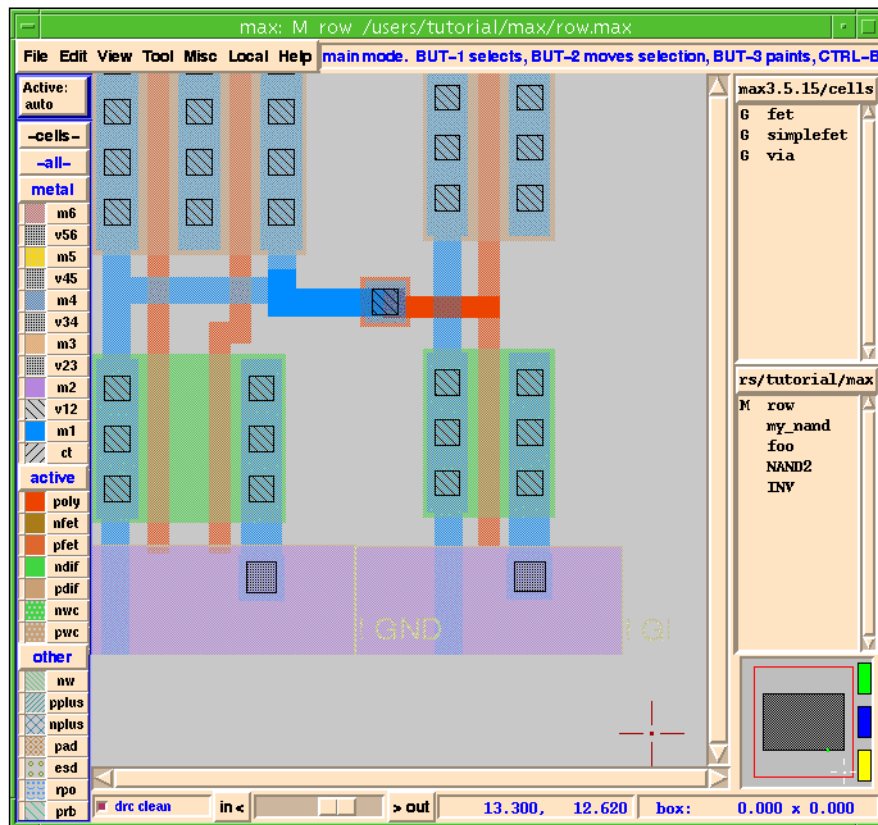 max: M row /users/tutorial/max/row.max
File Edit View Tool Misc Local Help main mode. BUT-1 selects, BUT-2 moves selection, BUT-3 paints, CTRL-B
Active:
auto
-cells-
-all-
metal
m6
v56
m5
v45
m4
v34
m3
v23
m2
v12
m1
ct
active
poly
nfet
pfet
ndif
pdif
nwc
pwc
other
nw
pplus
nplus
pad
esd
rpo
prb
! GND
! GI
max3.5.15/cells
G fet
G simplefet
G via
rs/tutorial/max
M row
my_nand
foo
NAND2
INV
drc clean in < > out 13.300, 12.620 box: 0.000 x 0.000